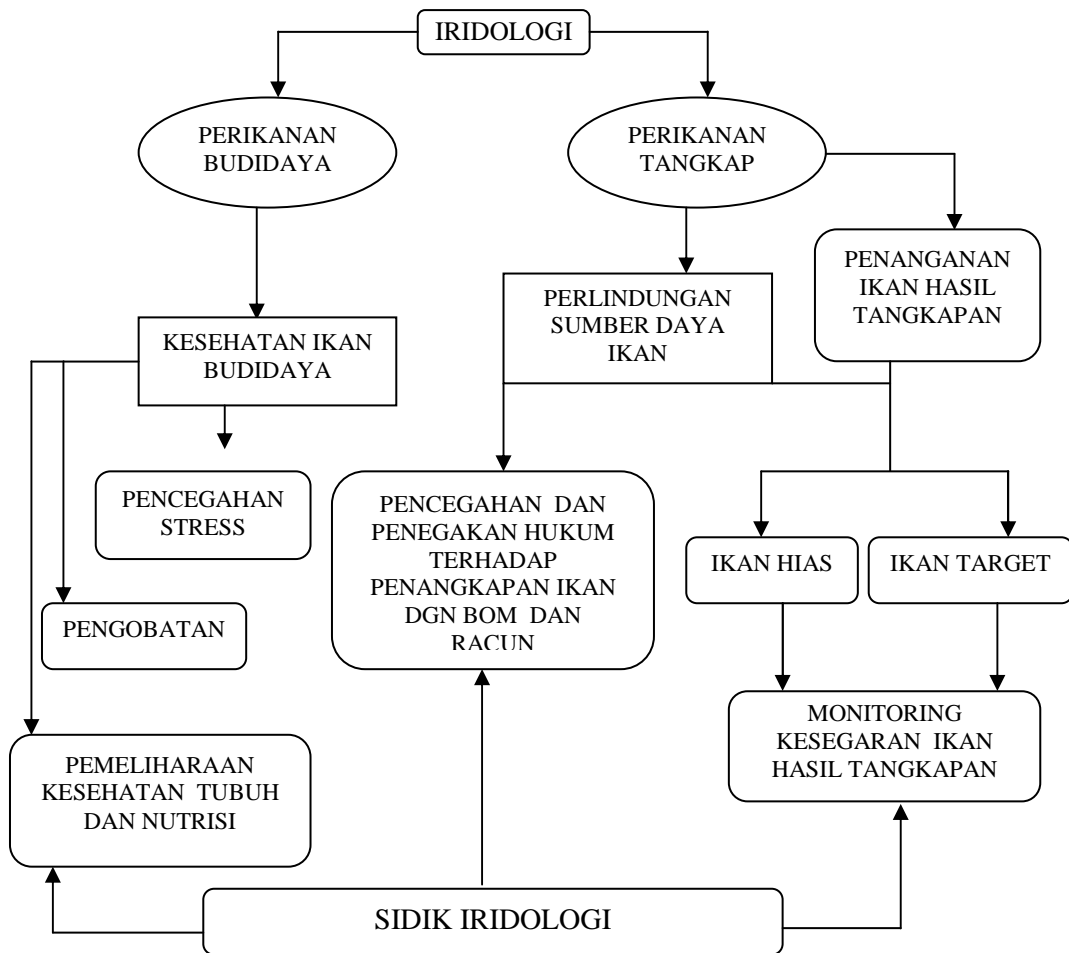 IRIDOLOGI
PERIKANAN
BUDIDAYA
PERIKANAN
TANGKAP
PENANGANAN
IKAN HASIL
TANGKAPAN
PERLINDUNGAN
SUMBER DAYA
IKAN
KESEHATAN IKAN
BUDIDAYA
PENCEGAHAN
STRESS
PENCEGAHAN DAN
PENEGAKAN HUKUM
TERHADAP
PENANGKAPAN IKAN
DGN BOM DAN
RACUN
IKAN HIAS
IKAN TARGET
PENGOBATAN
MONITORING
KESEGARAN IKAN
HASIL TANGKAPAN
PEMELIHARAAN
KESEHATAN TUBUH
DAN NUTRISI
SIDIK IRIDOLOGI